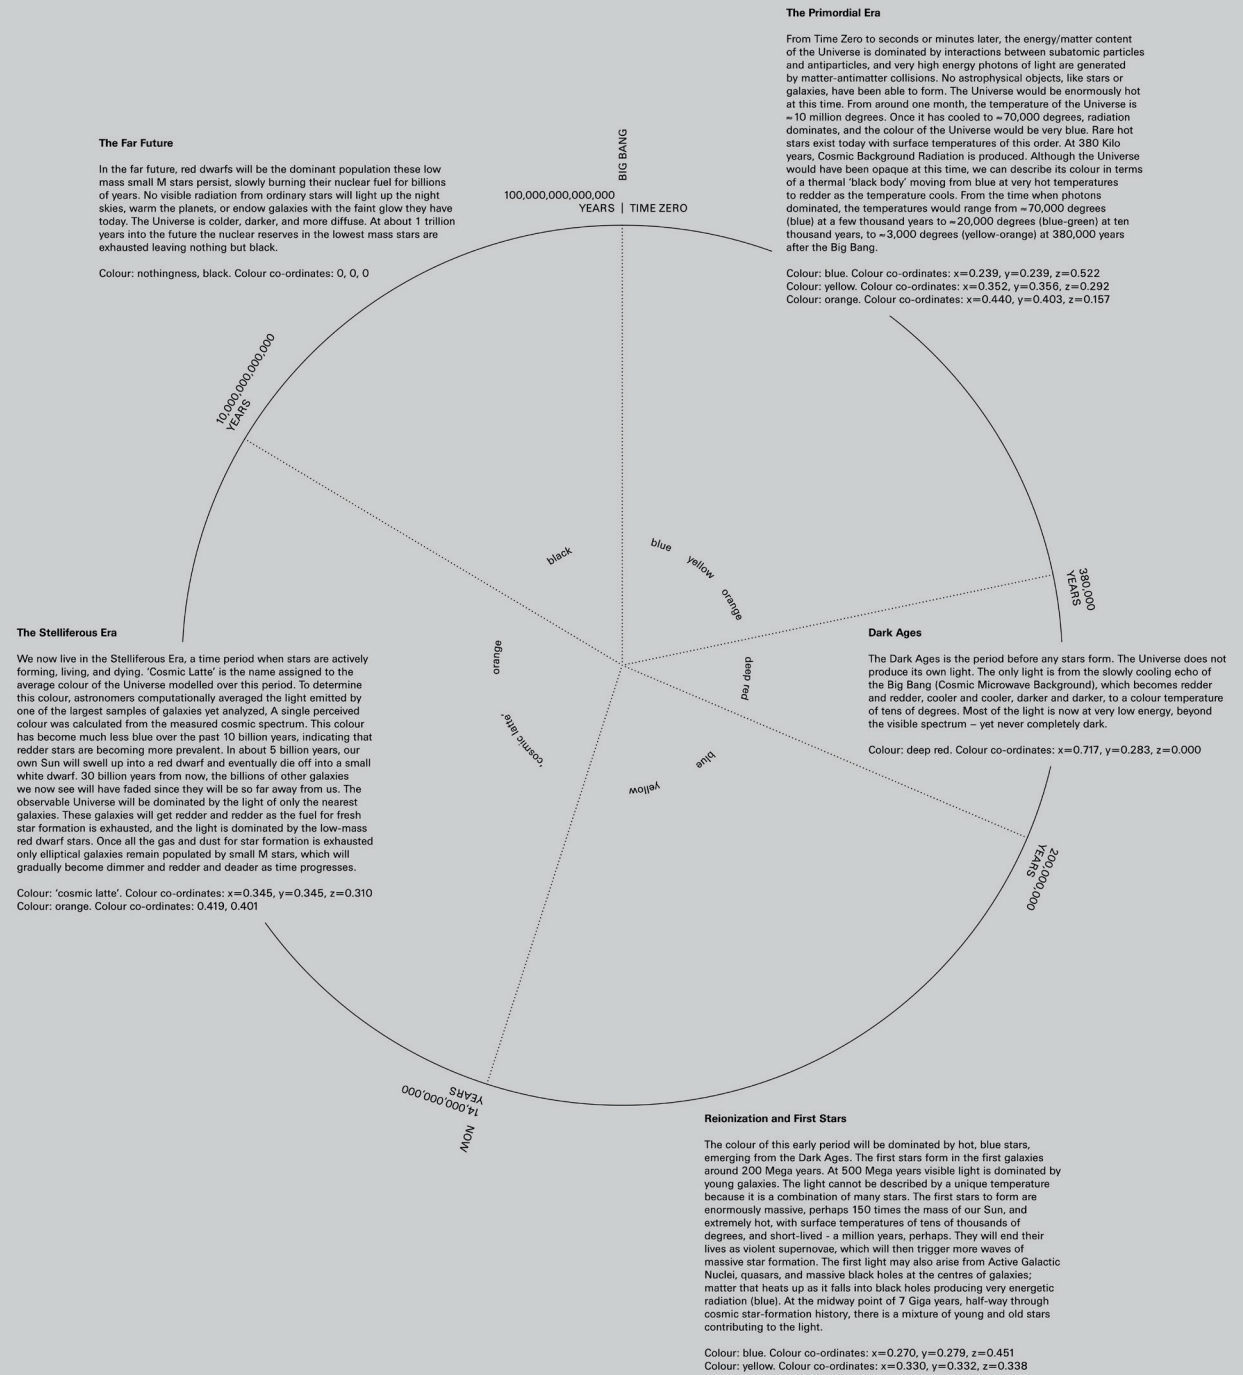 The Primordial Era
From Time Zero to seconds or minutes later, the energy/matter content
of the Universe is dominated by interactions between subatomic particles
and antiparticles, and very high energy photons of light are generated
by matter-antimatter collisions. No astrophysical objects, like stars or
galaxies, have been able to form. The Universe would be enormously hot
at this time. From around one month, the temperature of the Universe is
≈10 million degrees. Once it has cooled to ≈70,000 degrees, radiation
dominates, and the colour of the Universe would be very blue. Rare hot
stars exist today with surface temperatures of this order. At 380 Kilo
years, Cosmic Background Radiation is produced. Although the Universe
would have been opaque at this time, we can describe its colour in terms
of a thermal ‘black body’ moving from blue at very hot temperatures
to redder as the temperature cools. From the time when photons
dominated, the temperatures would range from ≈70,000 degrees
(blue) at a few thousand years to ≈20,000 degrees (blue-green) at ten
thousand years, to ≈3,000 degrees (yellow-orange) at 380,000 years
after the Big Bang.
Colour: blue. Colour co-ordinates: x=0.239, y=0.239, z=0.522
Colour: yellow. Colour co-ordinates: x=0.352, y=0.356, z=0.292
Colour: orange. Colour co-ordinates: x=0.440, y=0.403, z=0.157
The Far Future
In the far future, red dwarfs will be the dominant population these low
mass small M stars persist, slowly burning their nuclear fuel for billions
of years. No visible radiation from ordinary stars will light up the night
skies, warm the planets, or endow galaxies with the faint glow they have
today. The Universe is colder, darker, and more diffuse. At about 1 trillion
years into the future the nuclear reserves in the lowest mass stars are
exhausted leaving nothing but black.
Colour: nothingness, black. Colour co-ordinates: 0, 0, 0
BIG BANG
100,000,000,000,000
YEARS | TIME ZERO
10,000,000,000,000
YEARS
black
blue
yellow
orange
380,000
YEARS
The Stelliferous Era
We now live in the Stelliferous Era, a time period when stars are actively
forming, living, and dying. ‘Cosmic Latte’ is the name assigned to the
average colour of the Universe modelled over this period. To determine
this colour, astronomers computationally averaged the light emitted by
one of the largest samples of galaxies yet analyzed, A single perceived
colour was calculated from the measured cosmic spectrum. This colour
has become much less blue over the past 10 billion years, indicating that
redder stars are becoming more prevalent. In about 5 billion years, our
own Sun will swell up into a red dwarf and eventually die off into a small
white dwarf. 30 billion years from now, the billions of other galaxies
we now see will have faded since they will be so far away from us. The
observable Universe will be dominated by the light of only the nearest
galaxies. These galaxies will get redder and redder as the fuel for fresh
star formation is exhausted, and the light is dominated by the low-mass
red dwarf stars. Once all the gas and dust for star formation is exhausted
only elliptical galaxies remain populated by small M stars, which will
gradually become dimmer and redder and deader as time progresses.
Colour: ‘cosmic latte’. Colour co-ordinates: x=0.345, y=0.345, z=0.310
Colour: orange. Colour co-ordinates: 0.419, 0.401
orange
‘cosmic latte’
deep red
blue
yellow
Dark Ages
The Dark Ages is the period before any stars form. The Universe does not
produce its own light. The only light is from the slowly cooling echo of
the Big Bang (Cosmic Microwave Background), which becomes redder
and redder, cooler and cooler, darker and darker, to a colour temperature
of tens of degrees. Most of the light is now at very low energy, beyond
the visible spectrum – yet never completely dark.
Colour: deep red. Colour co-ordinates: x=0.717, y=0.283, z=0.000
200,000,000
YEARS
14,000,000,000
YEARS
NOW
Reionization and First Stars
The colour of this early period will be dominated by hot, blue stars,
emerging from the Dark Ages. The first stars form in the first galaxies
around 200 Mega years. At 500 Mega years visible light is dominated by
young galaxies. The light cannot be described by a unique temperature
because it is a combination of many stars. The first stars to form are
enormously massive, perhaps 150 times the mass of our Sun, and
extremely hot, with surface temperatures of tens of thousands of
degrees, and short-lived - a million years, perhaps. They will end their
lives as violent supernovae, which will then trigger more waves of
massive star formation. The first light may also arise from Active Galactic
Nuclei, quasars, and massive black holes at the centres of galaxies;
matter that heats up as it falls into black holes producing very energetic
radiation (blue). At the midway point of 7 Giga years, half-way through
cosmic star-formation history, there is a mixture of young and old stars
contributing to the light.
Colour: blue. Colour co-ordinates: x=0.270, y=0.279, z=0.451
Colour: yellow. Colour co-ordinates: x=0.330, y=0.332, z=0.338